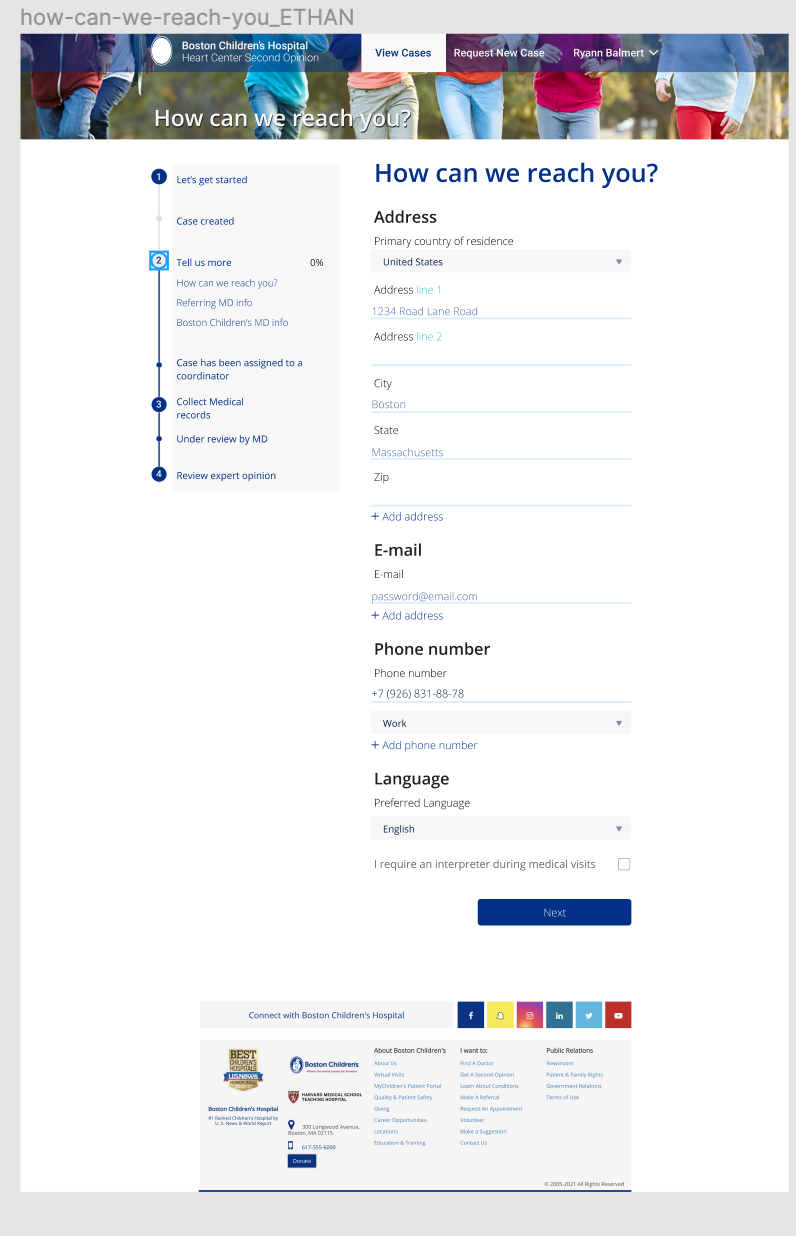 how-can-we-reach-you_ETHAN
Boston Children's Hospital
Heart Center Second Opinion
View Cases
Request New Case
Ryann Balmert
How can we reach you?
1
Let's get started
Case created
2
Tell us more
0%
How can we reach you?
Referring MD info
Boston Children's MD info
Case has been assigned to a
coordinator
3
Collect Medical
records
Under review by MD
4
Review expert opinion
How can we reach you?
Address
Primary country of residence
United States
Address line 1
1234 Road Lane Road
Address line 2
City
Boston
State
Massachusetts
Zip
+ Add address
E-mail
E-mail
password@email.com
+ Add address
Phone number
Phone number
+7 (926) 831-88-78
Work
+ Add phone number
Language
Preferred Language
English
I require an interpreter during medical visits
Next
Connect with Boston Children's Hospital
BEST
CHILDREN'S
HOSPITALS
U.S.NEWS
HONOR ROLL
Boston Children's Hospital
#1 Ranked Children's Hospital by
U. S. News & World Report
Boston Children's
Where the world comes for answers
HARVARD MEDICAL SCHOOL
TEACHING HOSPITAL
300 Longwood Avenue,
Boston, MA 02115
617-355-6000
Donate
About Boston Children's
About Us
Virtual Visits
MyChildren's Patient Portal
Quality & Patient Safety
Giving
Career Opportunities
Locations
Education & Training
I want to:
Find A Doctor
Get Second Opinion
Learn About Conditions
Make A Referral
Request An Appointment
Volunteer
Make a Suggestion
Contact Us
Public Relations
Newsroom
Patient & Family Rights
Government Relations
Terms of Use
© 2005-2021 All Rights Reserved